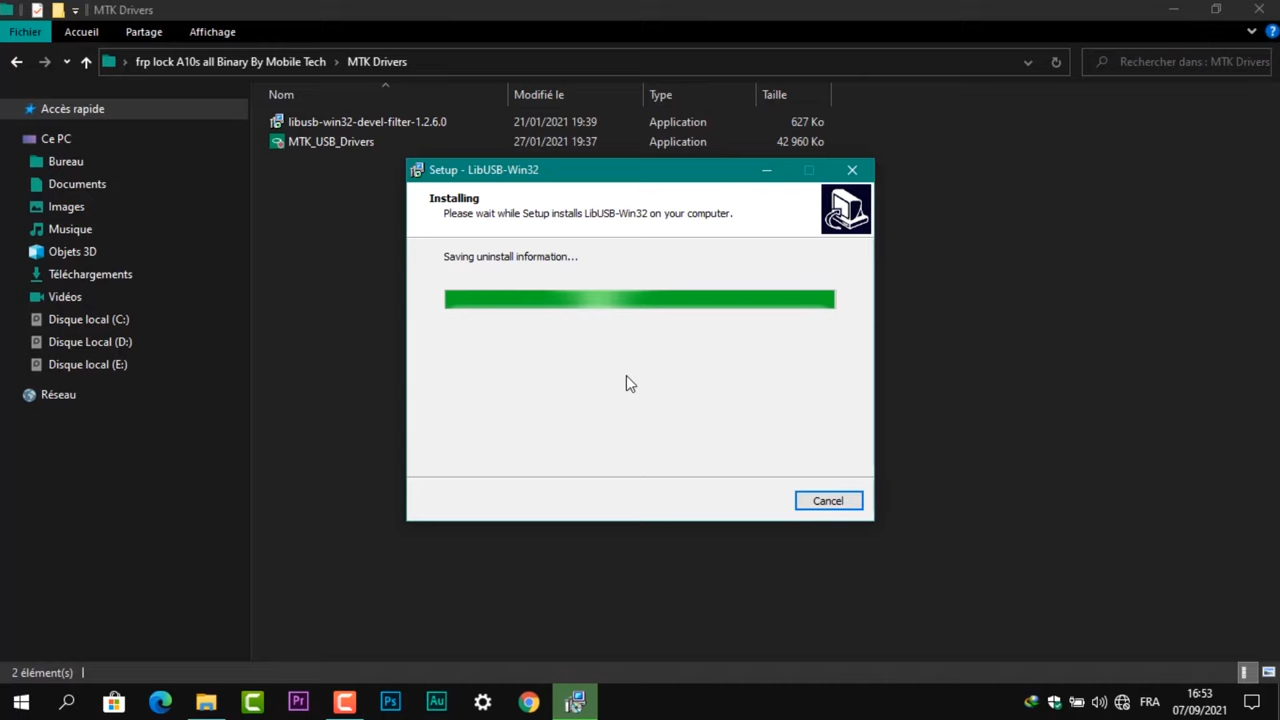 MTK Drivers
Fichier Accueil Partage Affichage
frp lock A10s all Binary By Mobile Tech > MTK Drivers
Rechercher dans : MTK Drivers
Accès rapide
Ce PC
Bureau
Documents
Images
Musique
Objets 3D
Téléchargements
Vidéos
Disque local (C:)
Disque Local (D:)
Disque local (E:)
Réseau
Nom Modifié le Type Taille
libusb-win32-devel-filter-1.2.6.0 21/01/2021 19:39 Application 627 Ko
MTK_USB_Drivers 27/01/2021 19:37 Application 42 960 Ko
Setup - LibUSB-Win32
Installing
Please wait while Setup installs LibUSB-Win32 on your computer.
Saving uninstall information...
Cancel
2 élément(s)
Pr Ps Au
FRA
16:53
07/09/2021